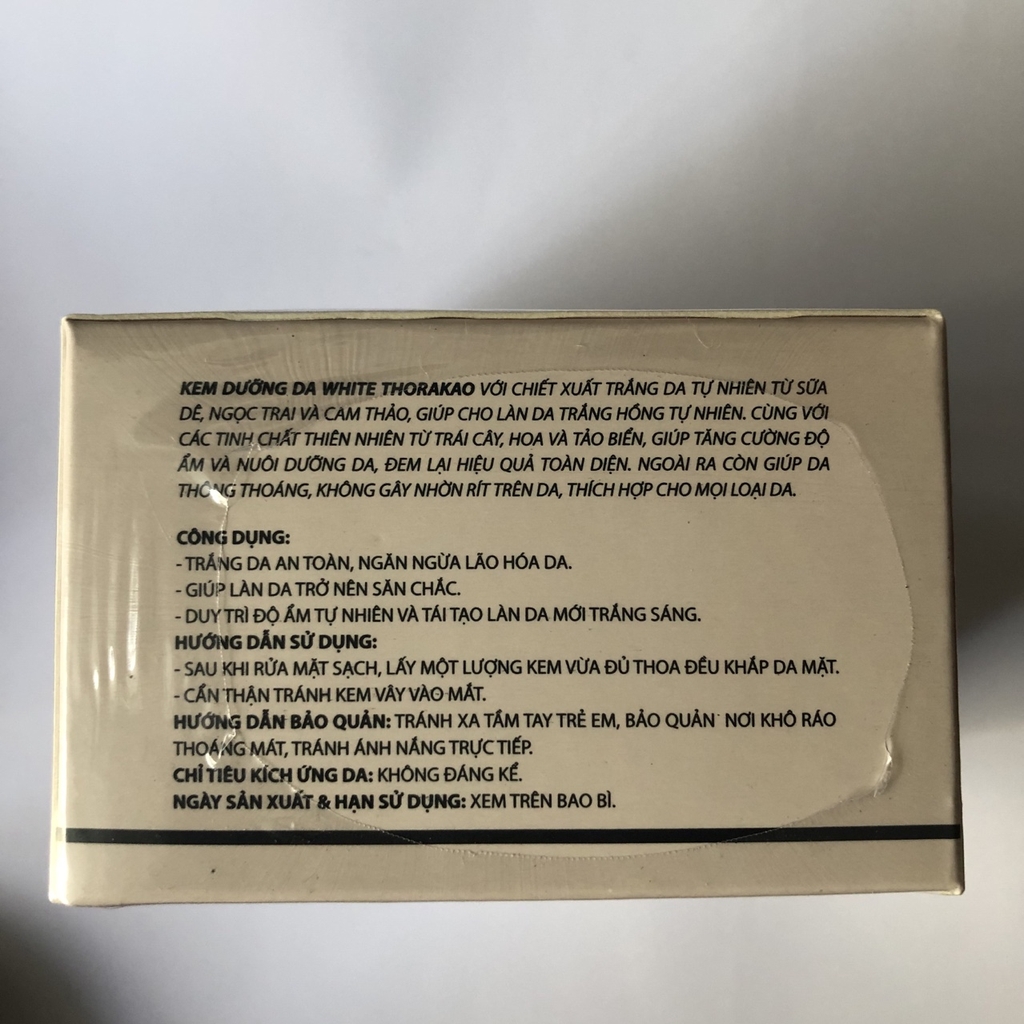 KEM DƯỠNG DA WHITE THORAKAO VỚI CHIẾT XUẤT TRẮNG DA TỰ NHIÊN TỪ SỮA
DÊ, NGỌC TRAI VÀ CAM THẢO, GIÚP CHO LÀN DA TRẮNG HỒNG TỰ NHIÊN. CÙNG VỚI
CÁC TINH CHẤT THIÊN NHIÊN TỪ TRÁI CÂY, HOA VÀ TẢO BIỂN, GIÚP TĂNG CƯỜNG ĐỘ
ẨM VÀ NUÔI DƯỠNG DA, ĐEM LẠI HIỆU QUẢ TOÀN DIỆN. NGOÀI RA CÒN GIÚP DA
THÔNG THOÁNG, KHÔNG GÂY NHỜN RÍT TRÊN DA, THÍCH HỢP CHO MỌI LOẠI DA.
CÔNG DỤNG:
- TRẮNG DA AN TOÀN, NGĂN NGỪA LÃO HÓA DA.
- GIÚP LÀN DA TRỞ NÊN SĂN CHẮC.
- DUY TRÌ ĐỘ ẨM TỰ NHIÊN VÀ TÁI TẠO LÀN DA MỚI TRẮNG SÁNG.
HƯỚNG DẪN SỬ DỤNG:
- SAU KHI RỬA MẶT SẠCH, LẤY MỘT LƯỢNG KEM VỪA ĐỦ THOA ĐỀU KHẮP DA MẶT.
- CẨN THẬN TRÁNH KEM VÂY VÀO MẮT.
HƯỚNG DẪN BẢO QUẢN: TRÁNH XA TẦM TAY TRẺ EM, BẢO QUẢN NƠI KHÔ RÁO
THOÁNG MÁT, TRÁNH ÁNH NẮNG TRỰC TIẾP.
CHỈ TIÊU KÍCH ỨNG DA: KHÔNG ĐÁNG KỂ.
NGÀY SẢN XUẤT & HẠN SỬ DỤNG: XEM TRÊN BAO BÌ.